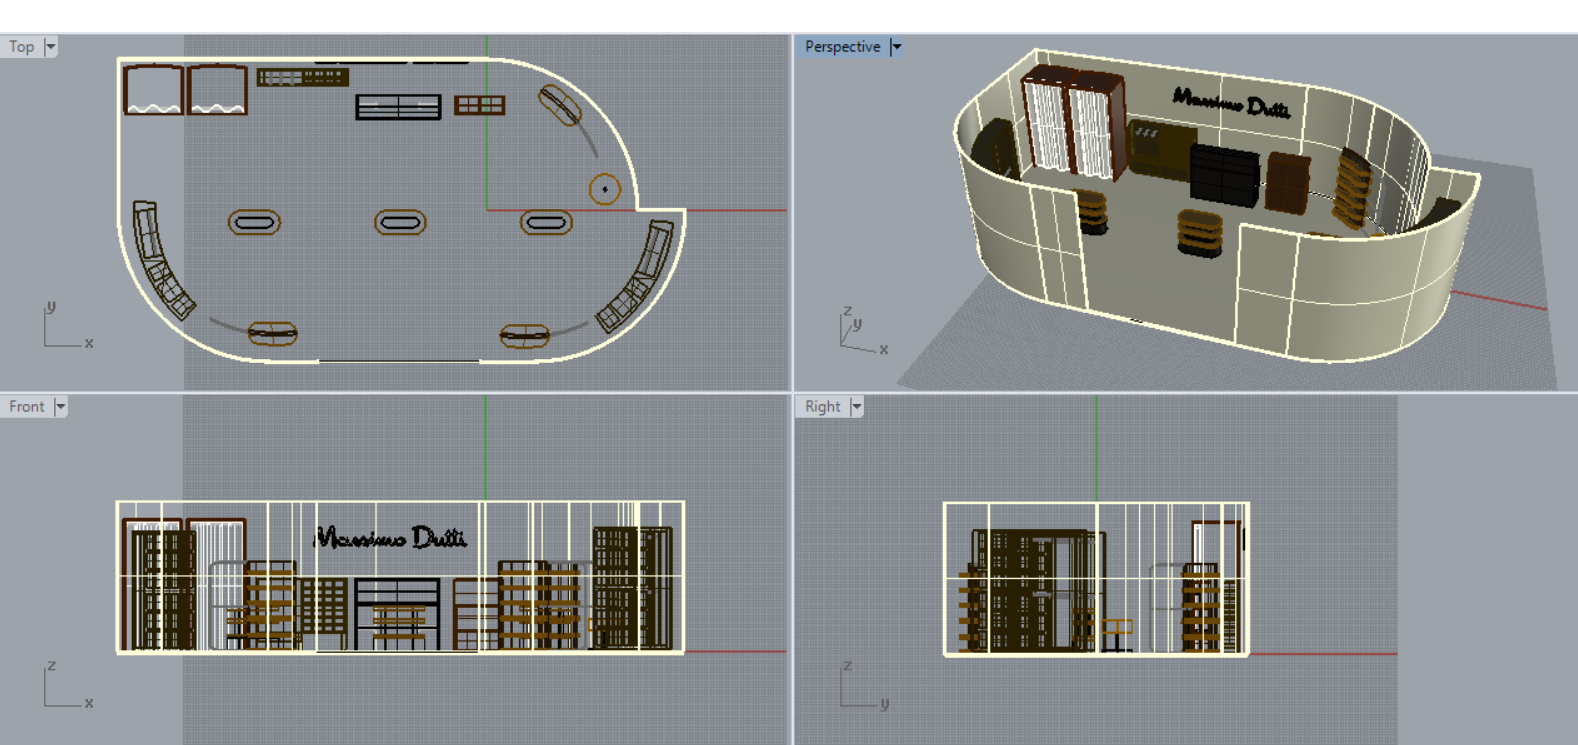 Top
Perspective
Massimo Dutti
y
x
z
y
x
Front
Right
Massimo Dutti
z
x
z
y